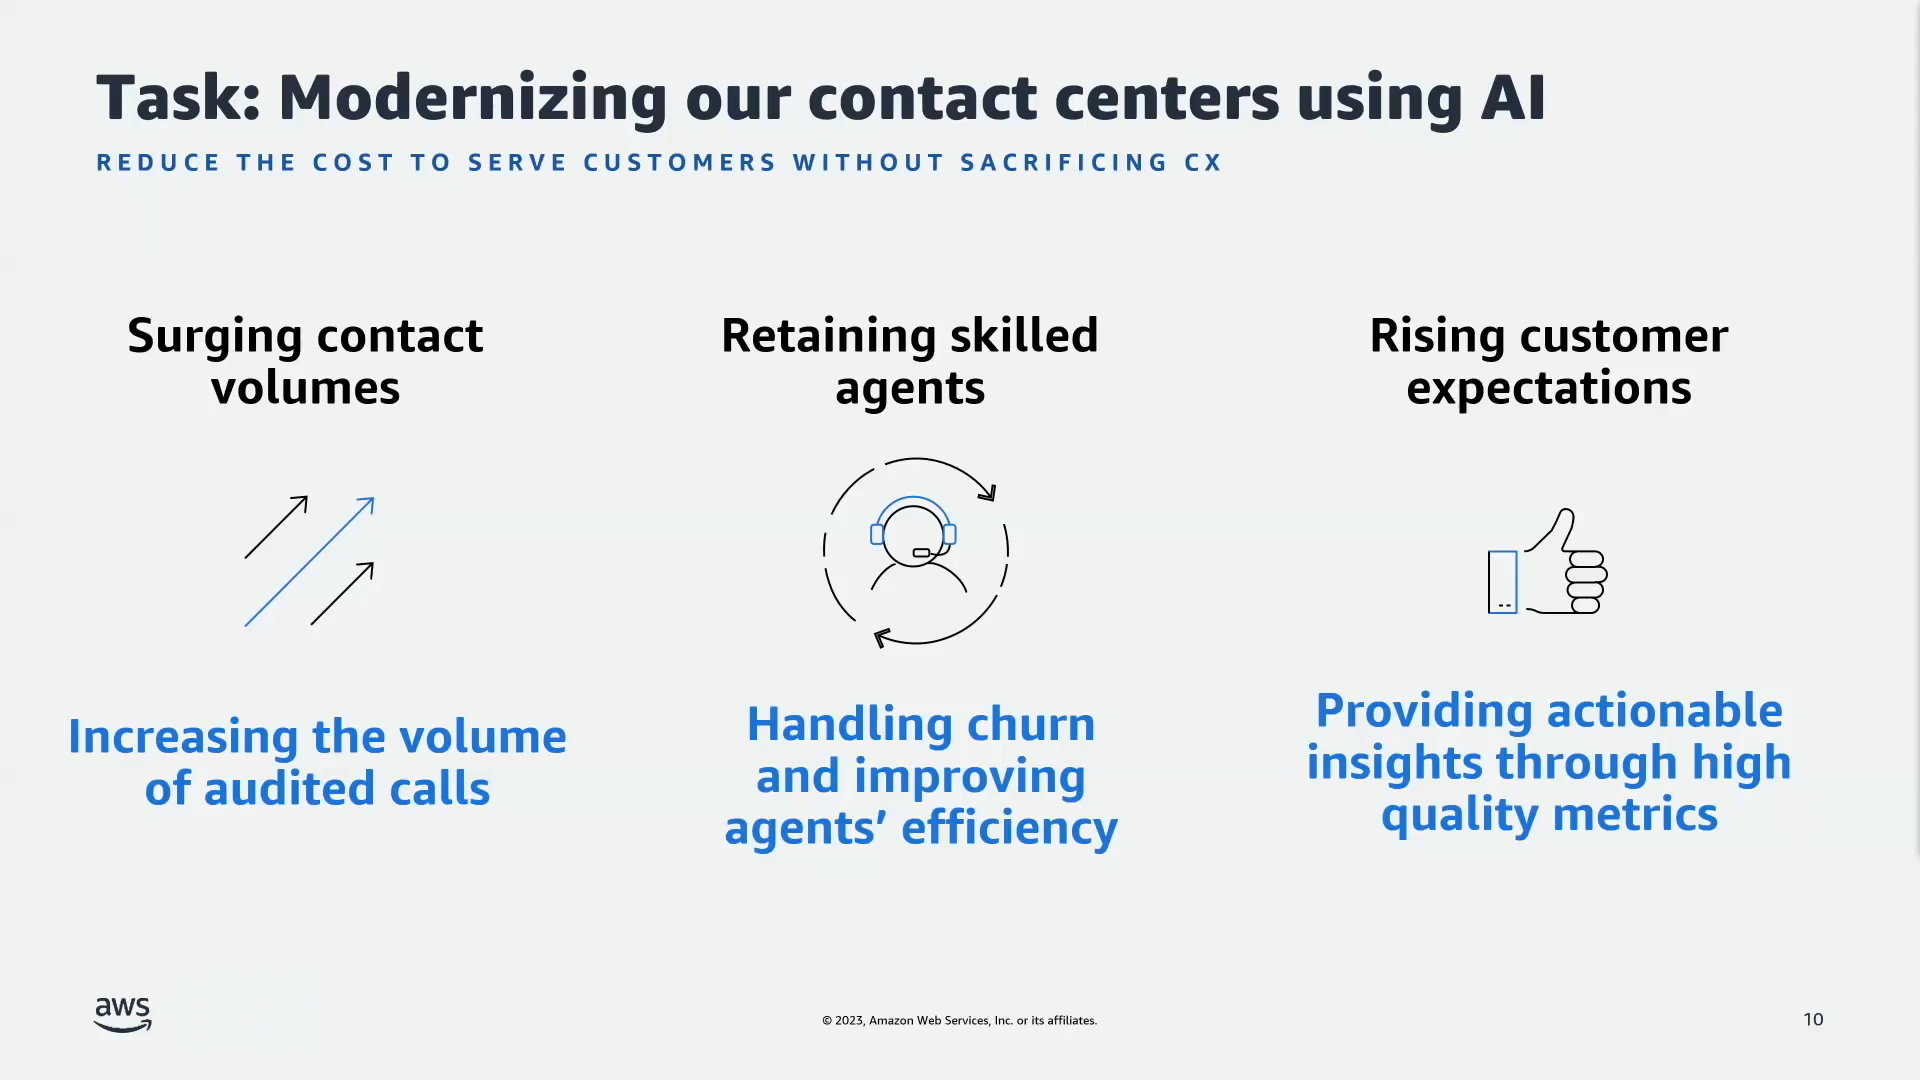 Task: Modernizing our contact centers using AI
REDUCE THE COST TO SERVE CUSTOMERS WITHOUT SACRIFICING CX
Surging contact
volumes
Increasing the volume
of audited calls
Retaining skilled
agents
Handling churn
and improving
agents’ efficiency
Rising customer
expectations
Providing actionable
insights through high
quality metrics
aws
© 2023, Amazon Web Services, Inc. or its affiliates.
10